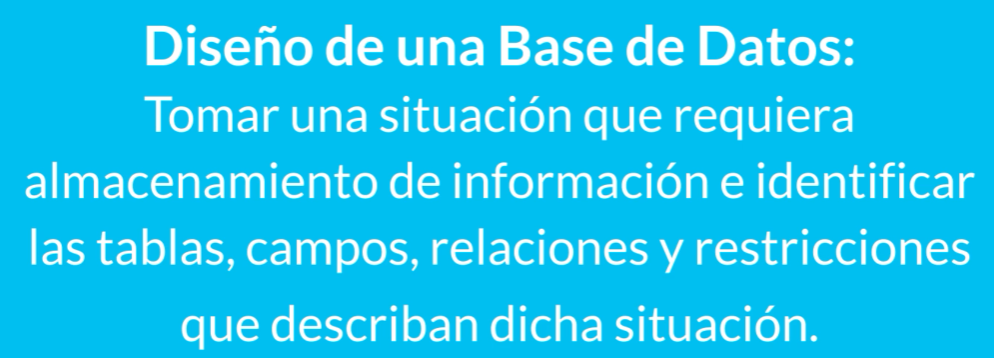 Diseño de una Base de Datos:
Tomar una situación que requiera
almacenamiento de información e identificar
las tablas, campos, relaciones y restricciones
que describan dicha situación.